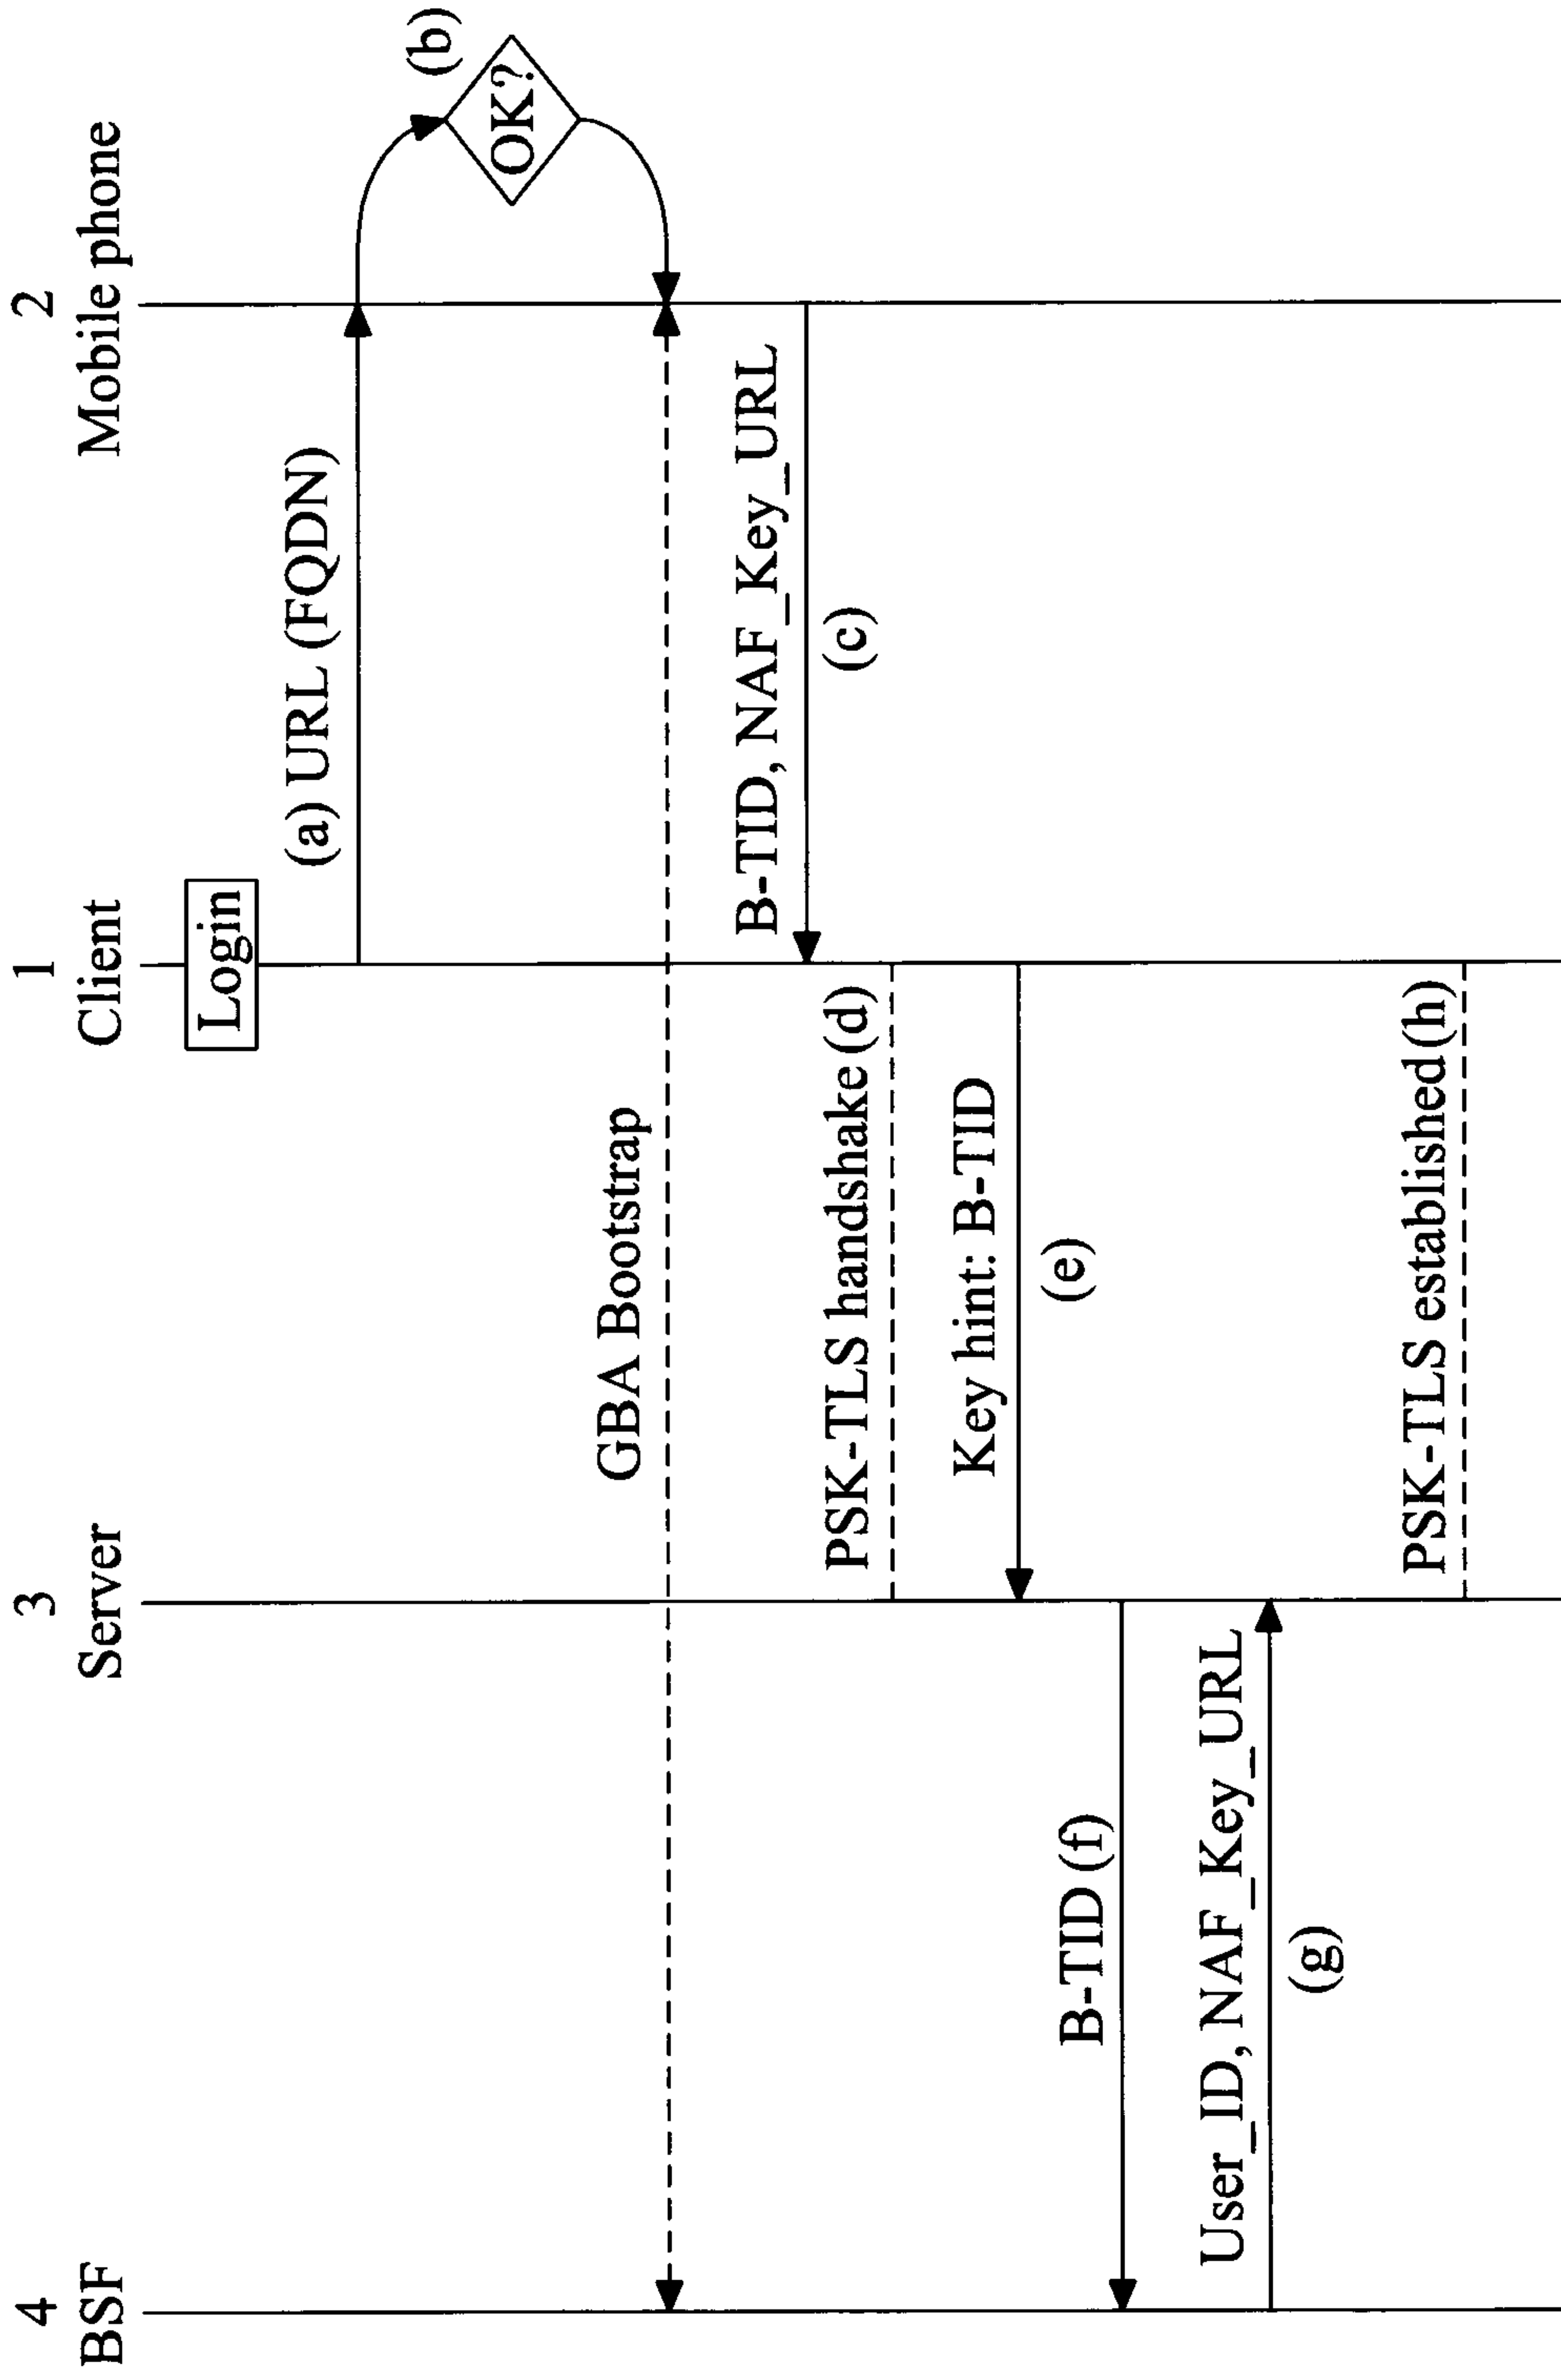 4
BSF
3
Server
1
Client
2
Mobile phone
Login
(a) URL (FQDN)
(b)
OK?
GBA Bootstrap
B-TID, NAF_Key_URL
(c)
PSK-TLS handshake (d)
Key hint: B-TID
(e)
B-TID (f)
User_ID, NAF_Key_URL
(g)
PSK-TLS established (h)